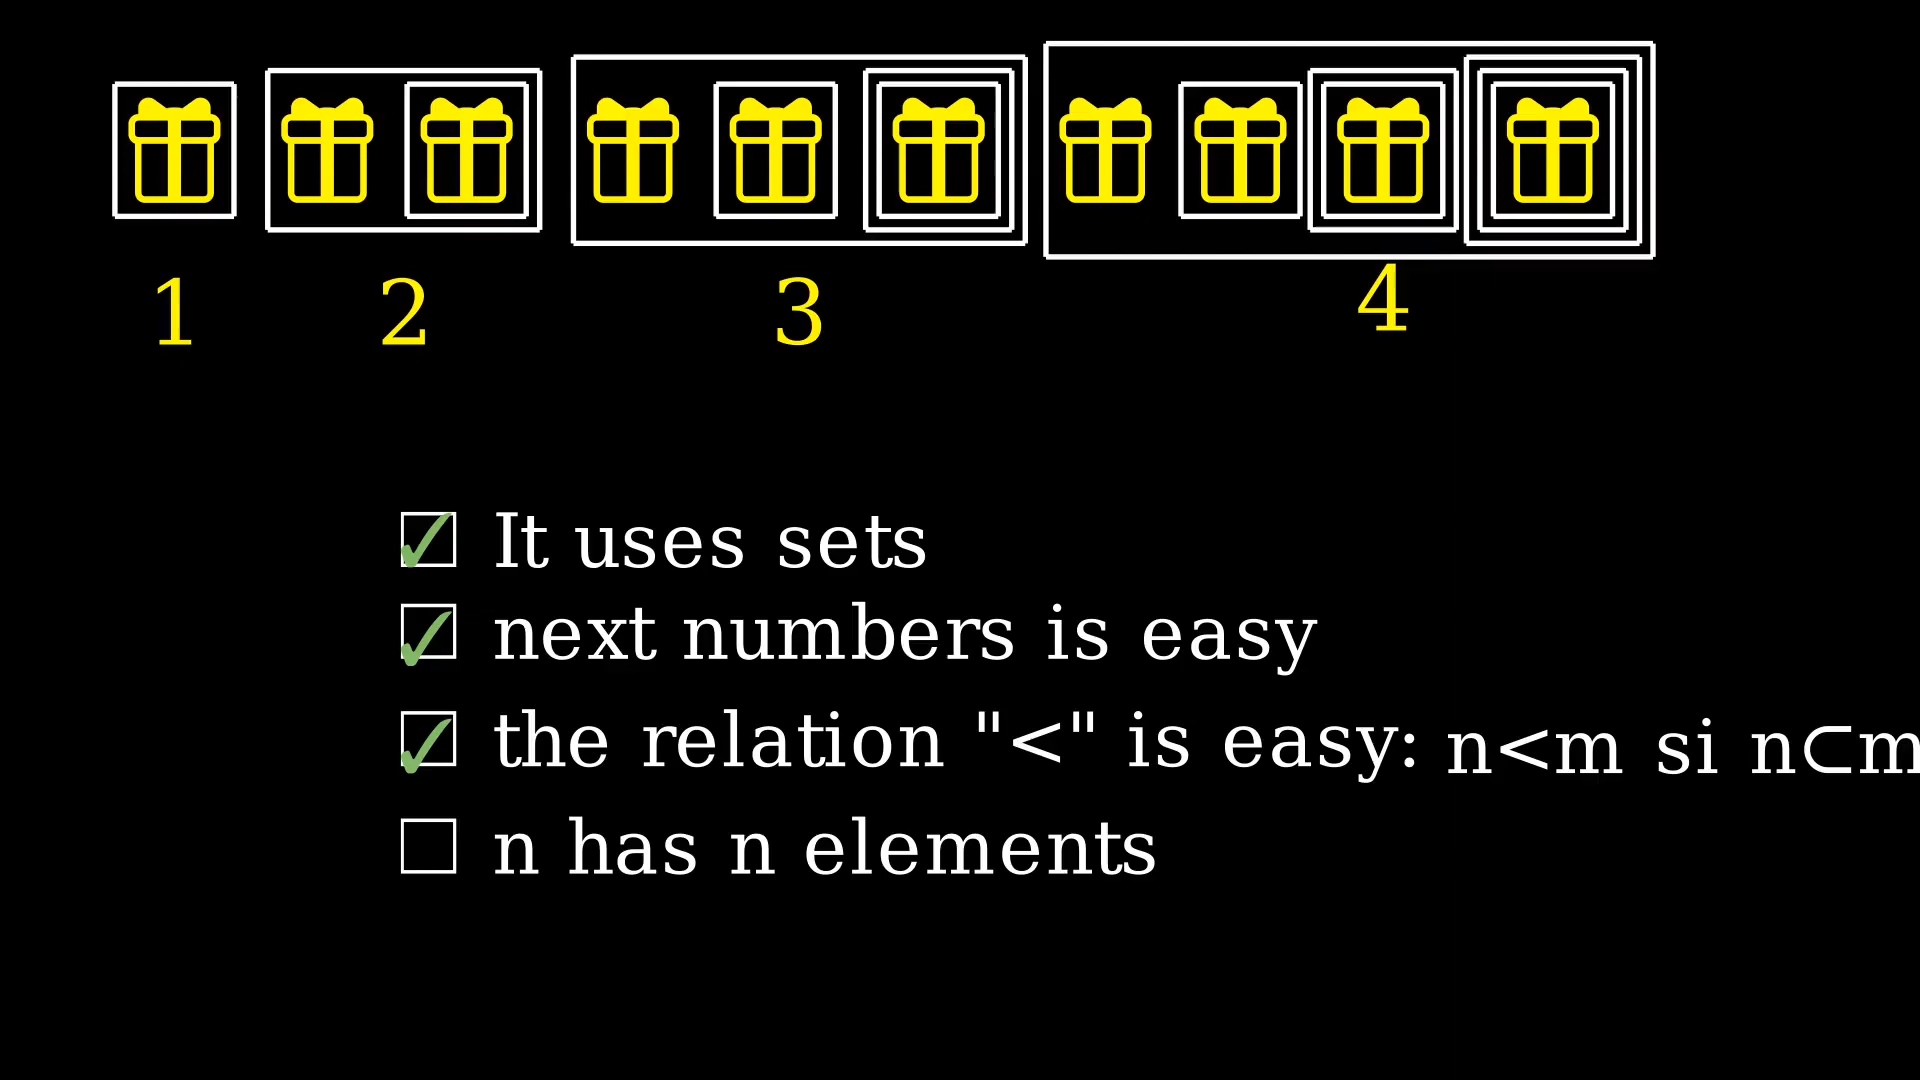 1 2 3 4
It uses sets
next numbers is easy
the relation "<" is easy: n<m si n⊂m
n has n elements